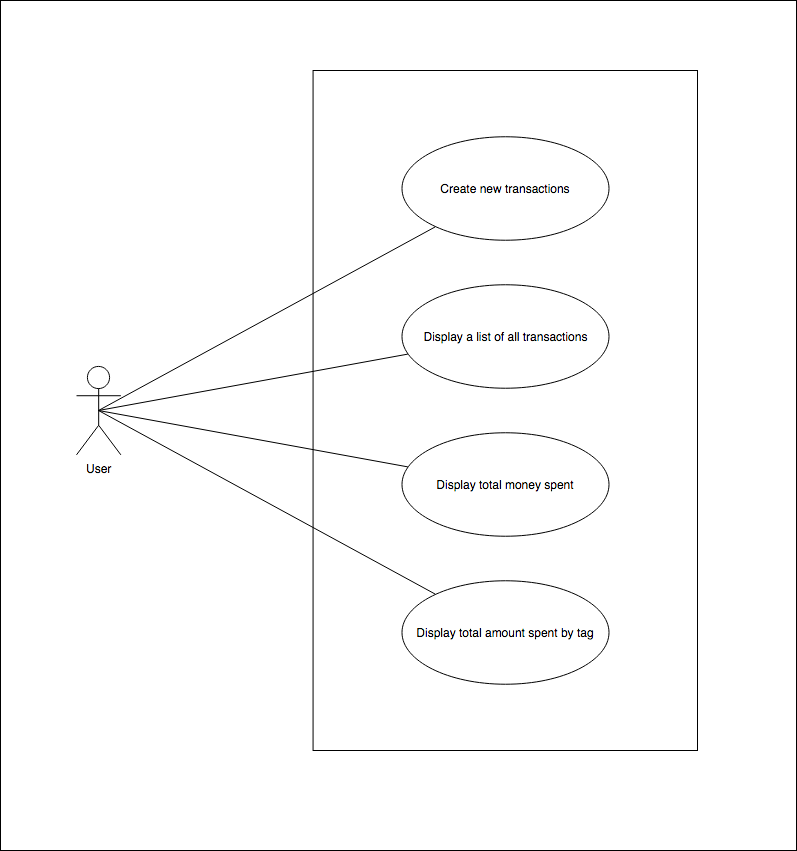 Create new transactions
Display a list of all transactions
User
Display total money spent
Display total amount spent by tag